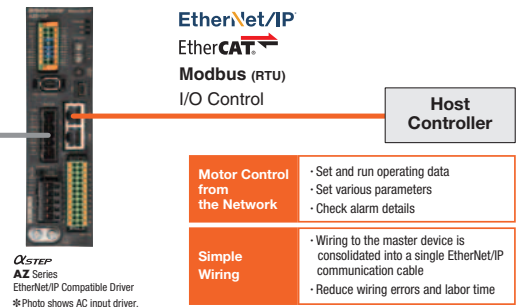 EtherNet/IP
EtherCAT
Modbus (RTU)
I/O Control
Host
Controller
Motor Control
from
the Network
· Set and run operating data
· Set various parameters
· Check alarm details
Simple
Wiring
· Wiring to the master device is
consolidated into a single EtherNet/IP
communication cable
· Reduce wiring errors and labor time
αSTEP
AZ Series
EtherNet/IP Compatible Driver
✽Photo shows AC input driver.